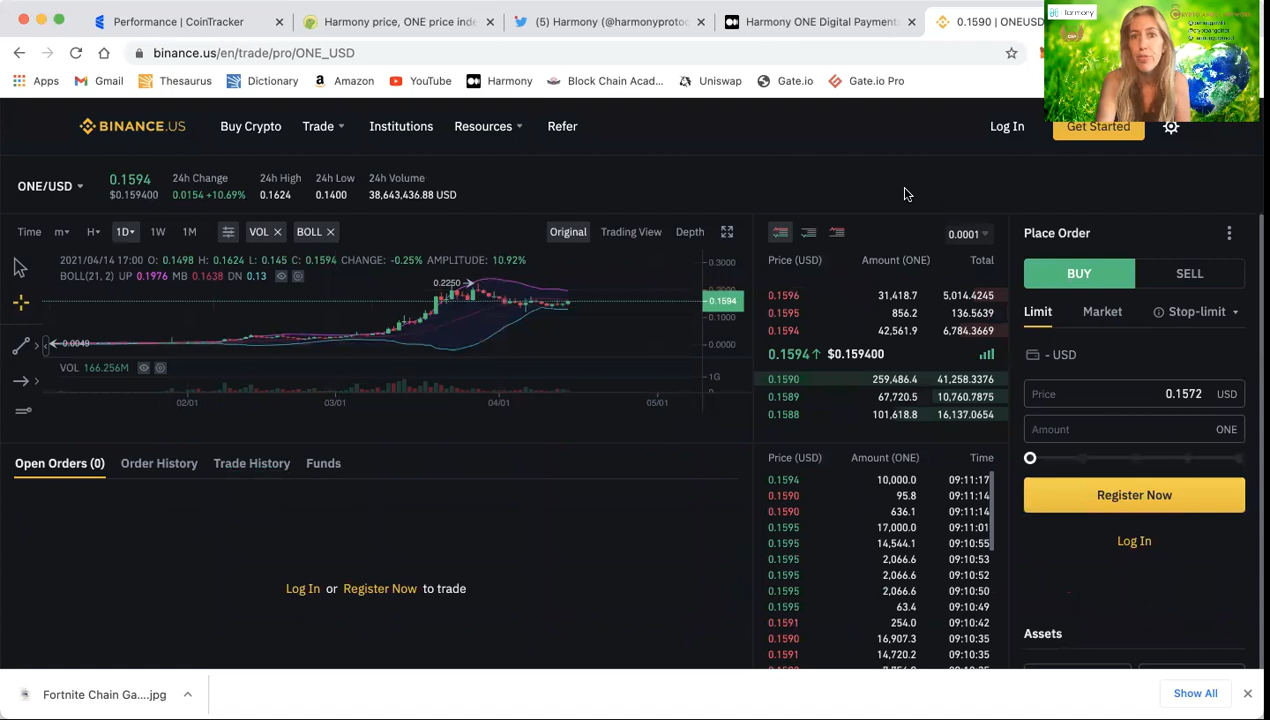 Performance | CoinTracker
Harmony price, ONE price inde
(5) Harmony (@harmonyprotoc
Harmony ONE Digital Payments
0.1590 | ONEUSD
Harmony
binance.us/en/trade/pro/ONE_USD
Apps
Gmail
Thesaurus
Dictionary
Amazon
YouTube
Harmony
Block Chain Acad...
Uniswap
Gate.io
Gate.io Pro
BINANCE.US
Buy Crypto
Trade
Institutions
Resources
Refer
Log In
Get Started
ONE/USD
0.1594
$0.159400
24h Change
0.0154 +10.69%
24h High
0.1624
24h Low
0.1400
24h Volume
38,643,436.88 USD
Time
m
H
1D
1W
1M
VOL
BOLL
Original
Trading View
Depth
2021/04/14 17:00 O: 0.1498 H: 0.1624 L: 0.145 C: 0.1594 CHANGE: -0.25% AMPLITUDE: 10.92%
BOLL(21, 2) UP 0.1976 MB 0.1638 DN 0.13
0.2250
0.0049
0.3000
0.1594
0.1000
0.0000
VOL 166.256M
1G
02/01
03/01
04/01
05/01
0.0001
Price (USD) Amount (ONE) Total
0.1596 31,418.7 5,014.4245
0.1595 856.2 136.5639
0.1594 42,561.9 6,784.3669
0.1594↑ $0.159400
0.1590 259,486.4 41,258.3376
0.1589 67,720.5 10,760.7875
0.1588 101,618.8 16,137.0654
Price (USD) Amount (ONE) Time
0.1594 10,000.0 09:11:17
0.1590 95.8 09:11:14
0.1590 636.1 09:11:14
0.1595 17,000.0 09:11:01
0.1595 14,544.1 09:10:55
0.1595 2,066.6 09:10:53
0.1595 2,066.6 09:10:52
0.1595 2,066.6 09:10:50
0.1595 63.4 09:10:49
0.1591 254.0 09:10:42
0.1590 16,907.3 09:10:35
0.1591 14,720.2 09:10:35
Place Order
BUY
SELL
Limit
Market
Stop-limit
- USD
Price 0.1572 USD
Amount ONE
Register Now
Log In
Assets
Open Orders (0)
Order History
Trade History
Funds
Log In or Register Now to trade
Fortnite Chain Ga....jpg
Show All